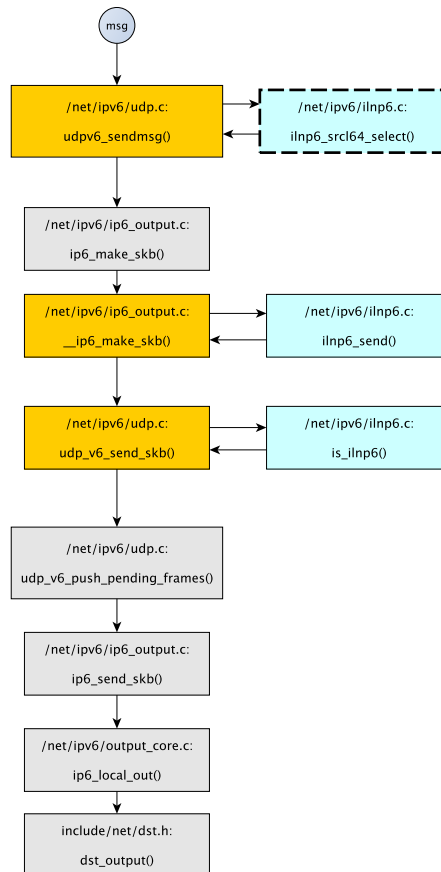 msg
/net/ipv6/udp.c:
udpv6_sendmsg()
/net/ipv6/ilnp6.c:
ilnp6_srcl64_select()
/net/ipv6/ip6_output.c:
ip6_make_skb()
/net/ipv6/ip6_output.c:
__ip6_make_skb()
/net/ipv6/ilnp6.c:
ilnp6_send()
/net/ipv6/udp.c:
udp_v6_send_skb()
/net/ipv6/ilnp6.c:
is_ilnp6()
/net/ipv6/udp.c:
udp_v6_push_pending_frames()
/net/ipv6/ip6_output.c:
ip6_send_skb()
/net/ipv6/output_core.c:
ip6_local_out()
include/net/dst.h:
dst_output()